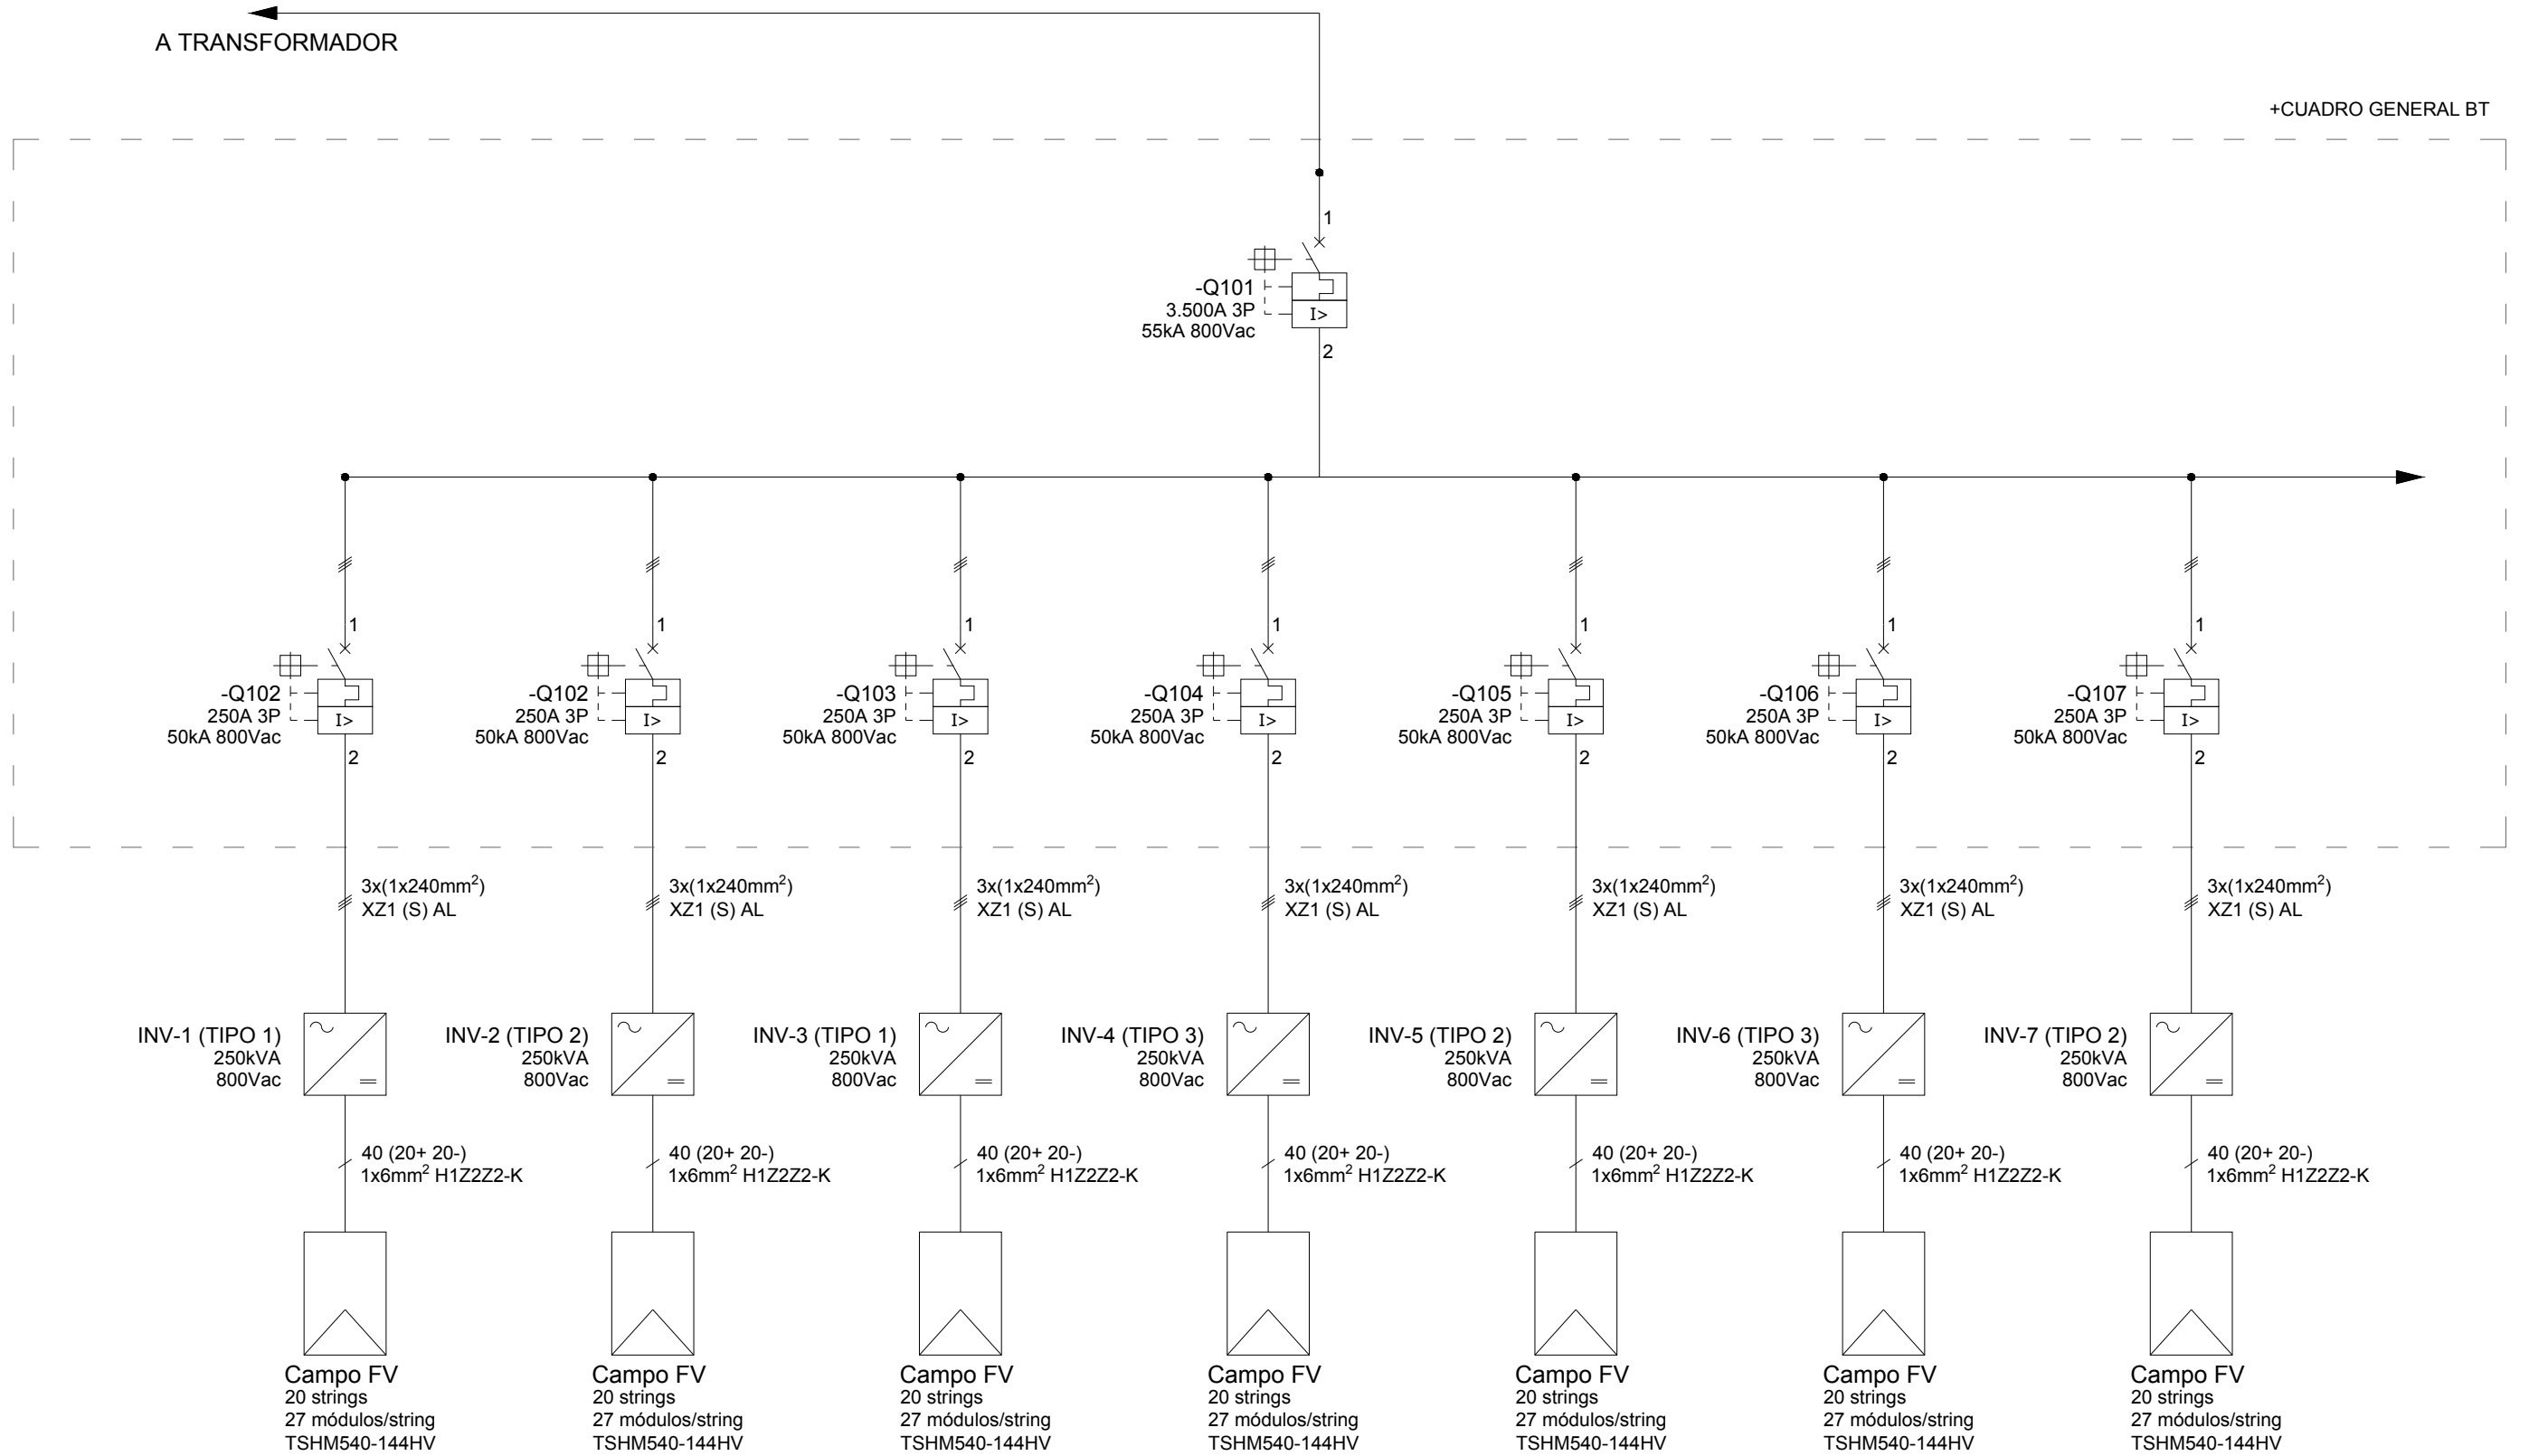 A TRANSFORMADOR
+CUADRO GENERAL BT
1
-Q101
3.500A 3P
55kA 800Vac
I>
2
1
-Q102
250A 3P
50kA 800Vac
I>
2
1
-Q102
250A 3P
50kA 800Vac
I>
2
1
-Q103
250A 3P
50kA 800Vac
I>
2
1
-Q104
250A 3P
50kA 800Vac
I>
2
1
-Q105
250A 3P
50kA 800Vac
I>
2
1
-Q106
250A 3P
50kA 800Vac
I>
2
1
-Q107
250A 3P
50kA 800Vac
I>
2
3x(1x240mm²)
XZ1 (S) AL
3x(1x240mm²)
XZ1 (S) AL
3x(1x240mm²)
XZ1 (S) AL
3x(1x240mm²)
XZ1 (S) AL
3x(1x240mm²)
XZ1 (S) AL
3x(1x240mm²)
XZ1 (S) AL
3x(1x240mm²)
XZ1 (S) AL
INV-1 (TIPO 1)
250kVA
800Vac
INV-2 (TIPO 2)
250kVA
800Vac
INV-3 (TIPO 1)
250kVA
800Vac
INV-4 (TIPO 3)
250kVA
800Vac
INV-5 (TIPO 2)
250kVA
800Vac
INV-6 (TIPO 3)
250kVA
800Vac
INV-7 (TIPO 2)
250kVA
800Vac
40 (20+ 20-)
1x6mm² H1Z2Z2-K
40 (20+ 20-)
1x6mm² H1Z2Z2-K
40 (20+ 20-)
1x6mm² H1Z2Z2-K
40 (20+ 20-)
1x6mm² H1Z2Z2-K
40 (20+ 20-)
1x6mm² H1Z2Z2-K
40 (20+ 20-)
1x6mm² H1Z2Z2-K
40 (20+ 20-)
1x6mm² H1Z2Z2-K
Campo FV
20 strings
27 módulos/string
TSHM540-144HV
Campo FV
20 strings
27 módulos/string
TSHM540-144HV
Campo FV
20 strings
27 módulos/string
TSHM540-144HV
Campo FV
20 strings
27 módulos/string
TSHM540-144HV
Campo FV
20 strings
27 módulos/string
TSHM540-144HV
Campo FV
20 strings
27 módulos/string
TSHM540-144HV
Campo FV
20 strings
27 módulos/string
TSHM540-144HV